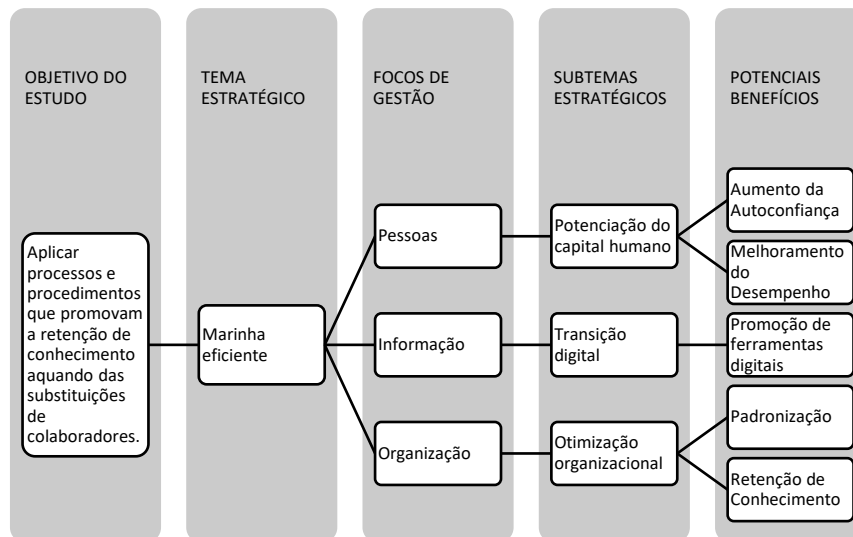 OBJETIVO DO
ESTUDO
TEMA
ESTRATÉGICO
FOCOS DE
GESTÃO
SUBTEMAS
ESTRATÉGICOS
POTENCIAIS
BENEFÍCIOS
Aplicar
processos e
procedimentos
que promovam
a retenção de
conhecimento
aquando das
substituições
de
colaboradores.
Marinha
eficiente
Pessoas
Informação
Organização
Potenciação do
capital humano
Transição
digital
Otimização
organizacional
Aumento da
Autoconfiança
Melhoramento
do
Desempenho
Promoção de
ferramentas
digitais
Padronização
Retenção de
Conhecimento